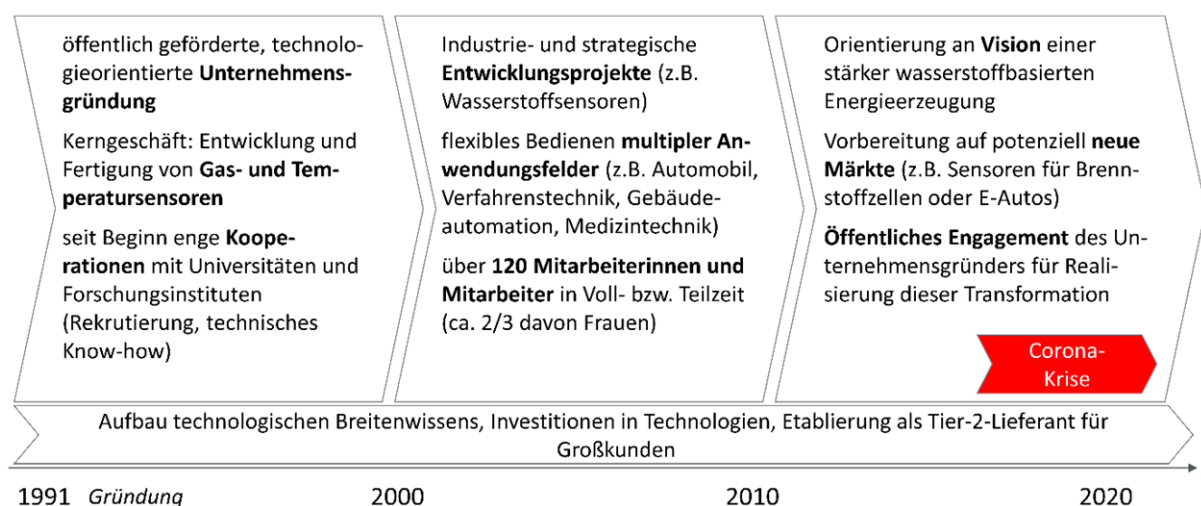 öffentlich geförderte, technolo-
gieorientierte Unternehmens-
gründung
Kerngeschäft: Entwicklung und
Fertigung von Gas- und Tem-
peratursensoren
seit Beginn enge Koope-
rationen mit Universitäten und
Forschungsinstituten
(Rekrutierung, technisches
Know-how)
Industrie- und strategische
Entwicklungsprojekte (z.B.
Wasserstoffsensoren)
flexibles Bedienen multipler An-
wendungsfelder (z.B. Automobil,
Verfahrenstechnik, Gebäude-
automation, Medizintechnik)
über 120 Mitarbeiterinnen und
Mitarbeiter in Voll- bzw. Teilzeit
(ca. 2/3 davon Frauen)
Orientierung an Vision einer
stärker wasserstoffbasierten
Energieerzeugung
Vorbereitung auf potenziell neue
Märkte (z.B. Sensoren für Brenn-
stoffzellen oder E-Autos)
Öffentliches Engagement des Un-
ternehmensgründers für Reali-
sierung dieser Transformation
Corona-
Krise
Aufbau technologischen Breitenwissens, Investitionen in Technologien, Etablierung als Tier-2-Lieferant für
Großkunden
1991 Gründung 2000 2010 2020